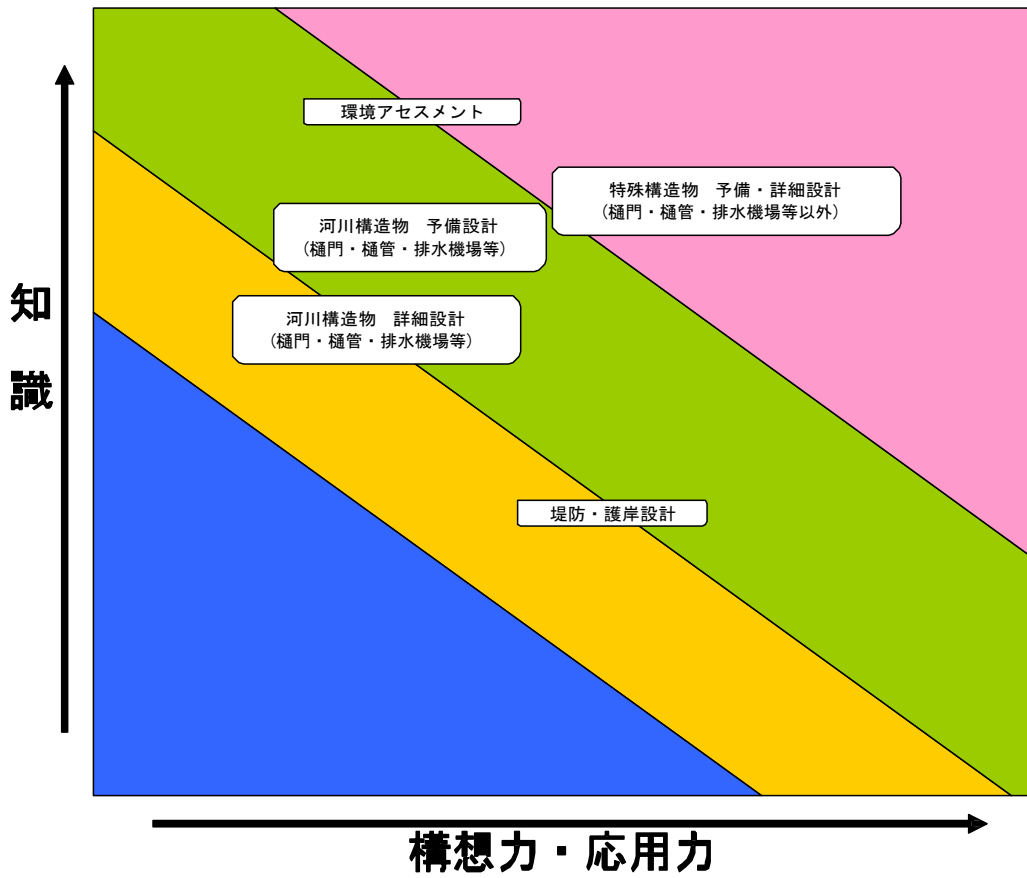 環境アセスメント
特殊構造物　予備・詳細設計
(樋門・樋管・排水機場等以外)
河川構造物　予備設計
(樋門・樋管・排水機場等)
河川構造物　詳細設計
(樋門・樋管・排水機場等)
堤防・護岸設計
知
識
構想力・応用力